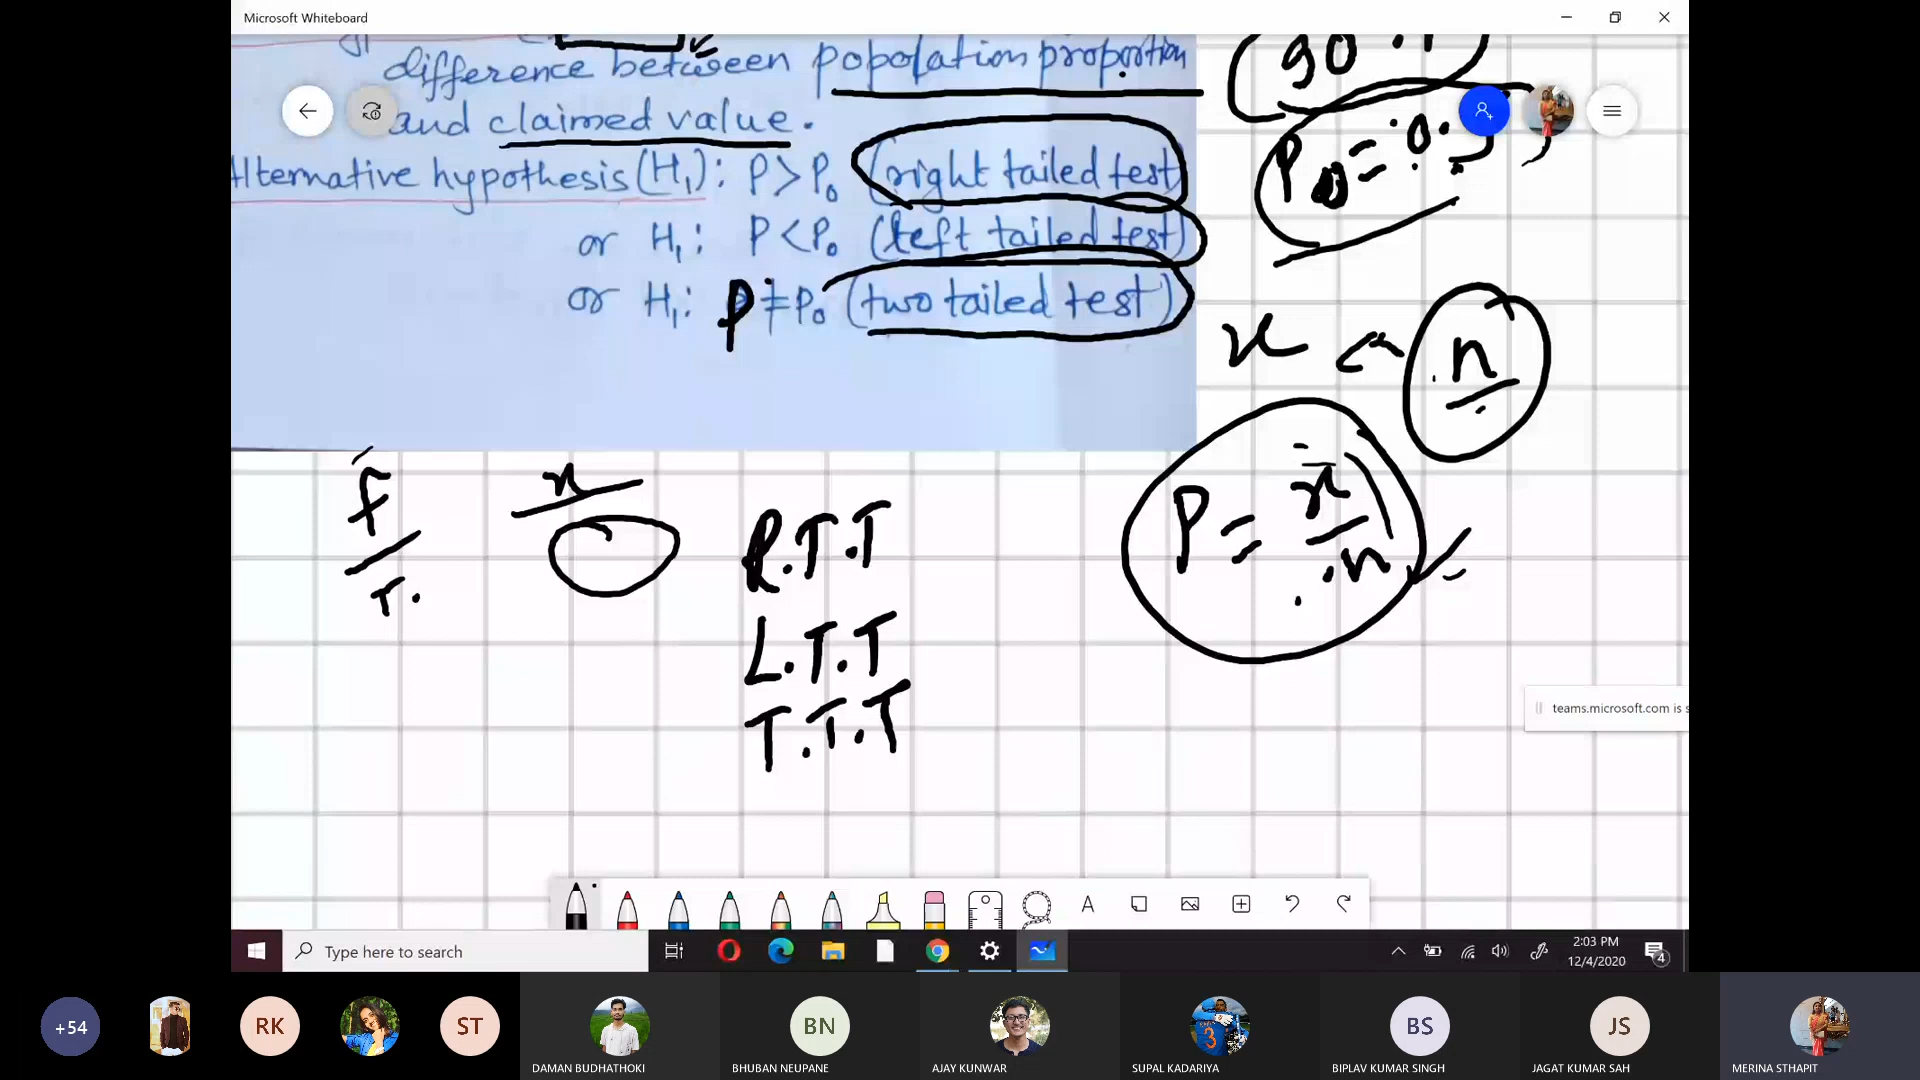 Microsoft Whiteboard
difference between popolation proportion
and claimed value.
Alternative hypothesis (H₁): P>P₀ (right tailed test)
or H₁: P<P₀ (left tailed test)
or H₁: P≠P₀ (two tailed test)
90
x
n
P = x/n
f
T.
x
R.T.T
L.T.T
T.T.T
teams.microsoft.com is s
Type here to search
2:03 PM
12/4/2020
4
+54
RK
ST
BN
BS
JS
DAMAN BUDHATHOKI
BHUBAN NEUPANE
AJAY KUNWAR
SUPAL KADARIYA
BIPLAV KUMAR SINGH
JAGAT KUMAR SAH
MERINA STHAPIT